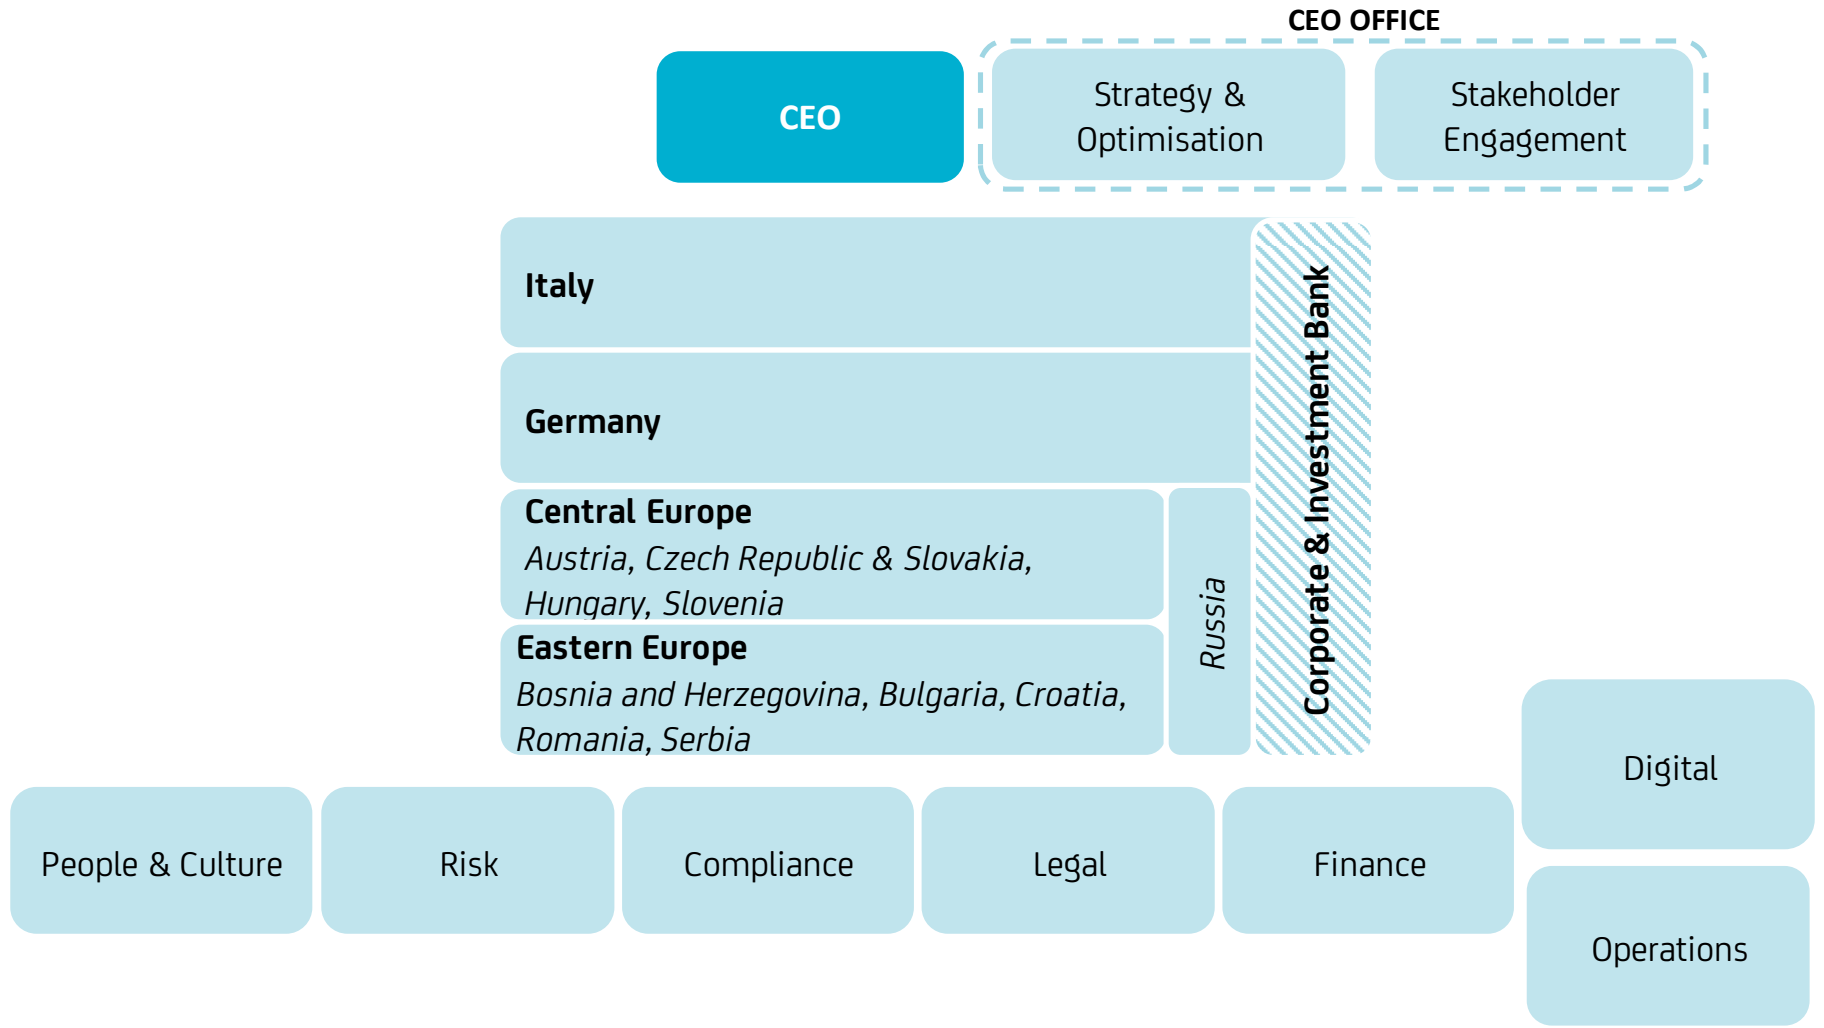 CEO OFFICE
CEO
Strategy &
Optimisation
Stakeholder
Engagement
Italy
Germany
Central Europe
Austria, Czech Republic & Slovakia,
Hungary, Slovenia
Eastern Europe
Bosnia and Herzegovina, Bulgaria, Croatia,
Romania, Serbia
Russia
Corporate & Investment Bank
People & Culture
Risk
Compliance
Legal
Finance
Digital
Operations